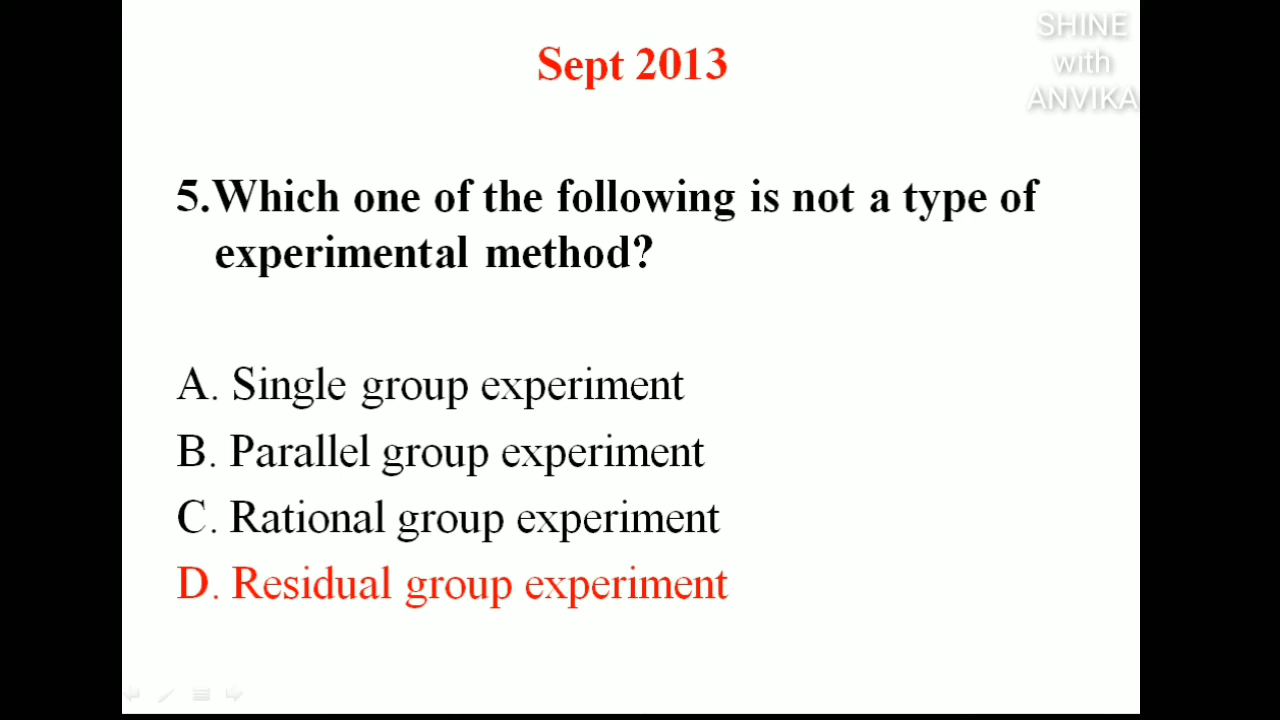 SHINE
with
ANVIKA
Sept 2013
5.Which one of the following is not a type of
experimental method?
A. Single group experiment
B. Parallel group experiment
C. Rational group experiment
D. Residual group experiment